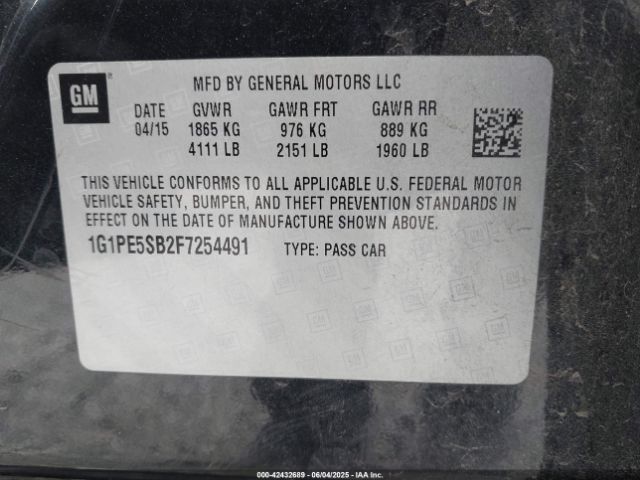 GM
MFD BY GENERAL MOTORS LLC
DATE GVWR GAWR FRT GAWR RR
04/15 1865 KG 976 KG 889 KG
4111 LB 2151 LB 1960 LB
THIS VEHICLE CONFORMS TO ALL APPLICABLE U.S. FEDERAL MOTOR
VEHICLE SAFETY, BUMPER, AND THEFT PREVENTION STANDARDS IN
EFFECT ON THE DATE OF MANUFACTURE SHOWN ABOVE.
1G1PE5SB2F7254491 TYPE: PASS CAR
000-42432689 | 06/04/2025 - IAA Inc.